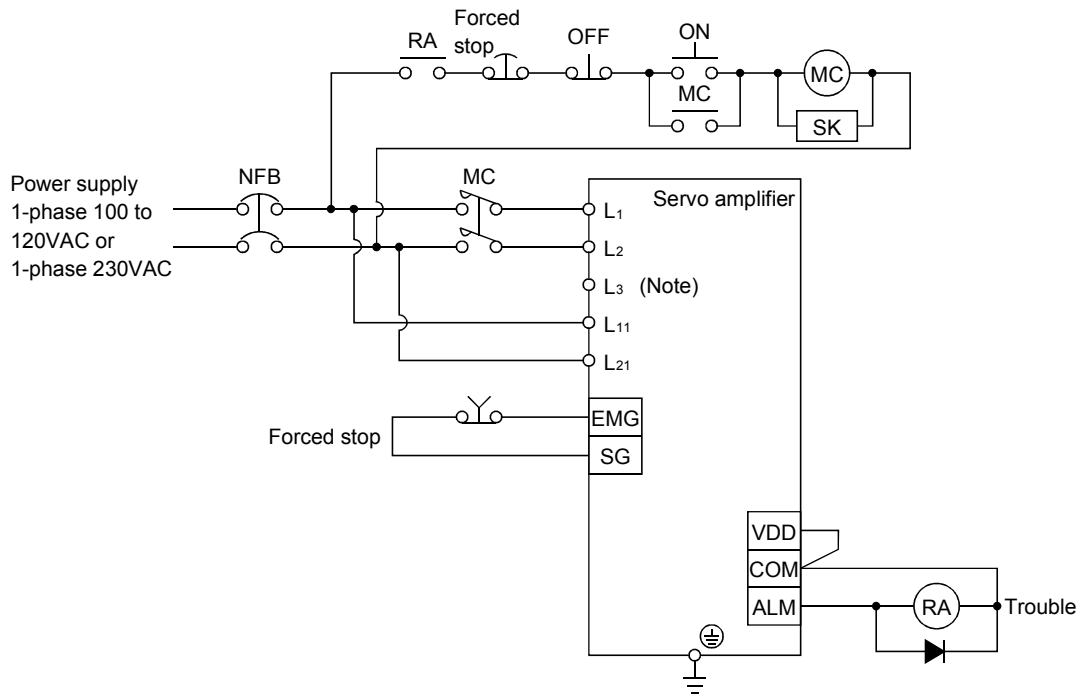 Forced
stop
RA
OFF
ON
MC
MC
SK
Power supply
1-phase 100 to
120VAC or
1-phase 230VAC
NFB
MC
Servo amplifier
L1
L2
L3 (Note)
L11
L21
Forced stop
EMG
SG
VDD
COM
ALM
RA
Trouble